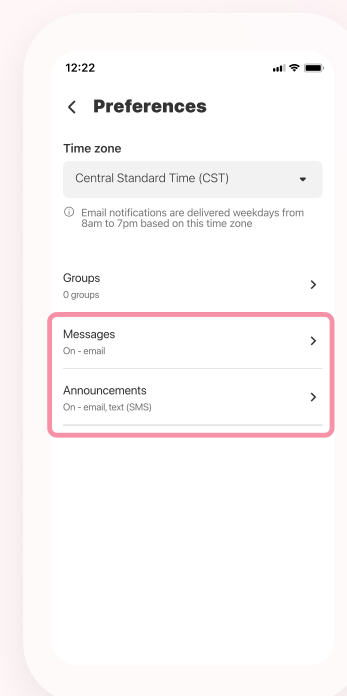 12:22
Preferences
Time zone
Central Standard Time (CST)
Email notifications are delivered weekdays from
8am to 7pm based on this time zone
Groups
0 groups
Messages
On - email
Announcements
On - email, text (SMS)